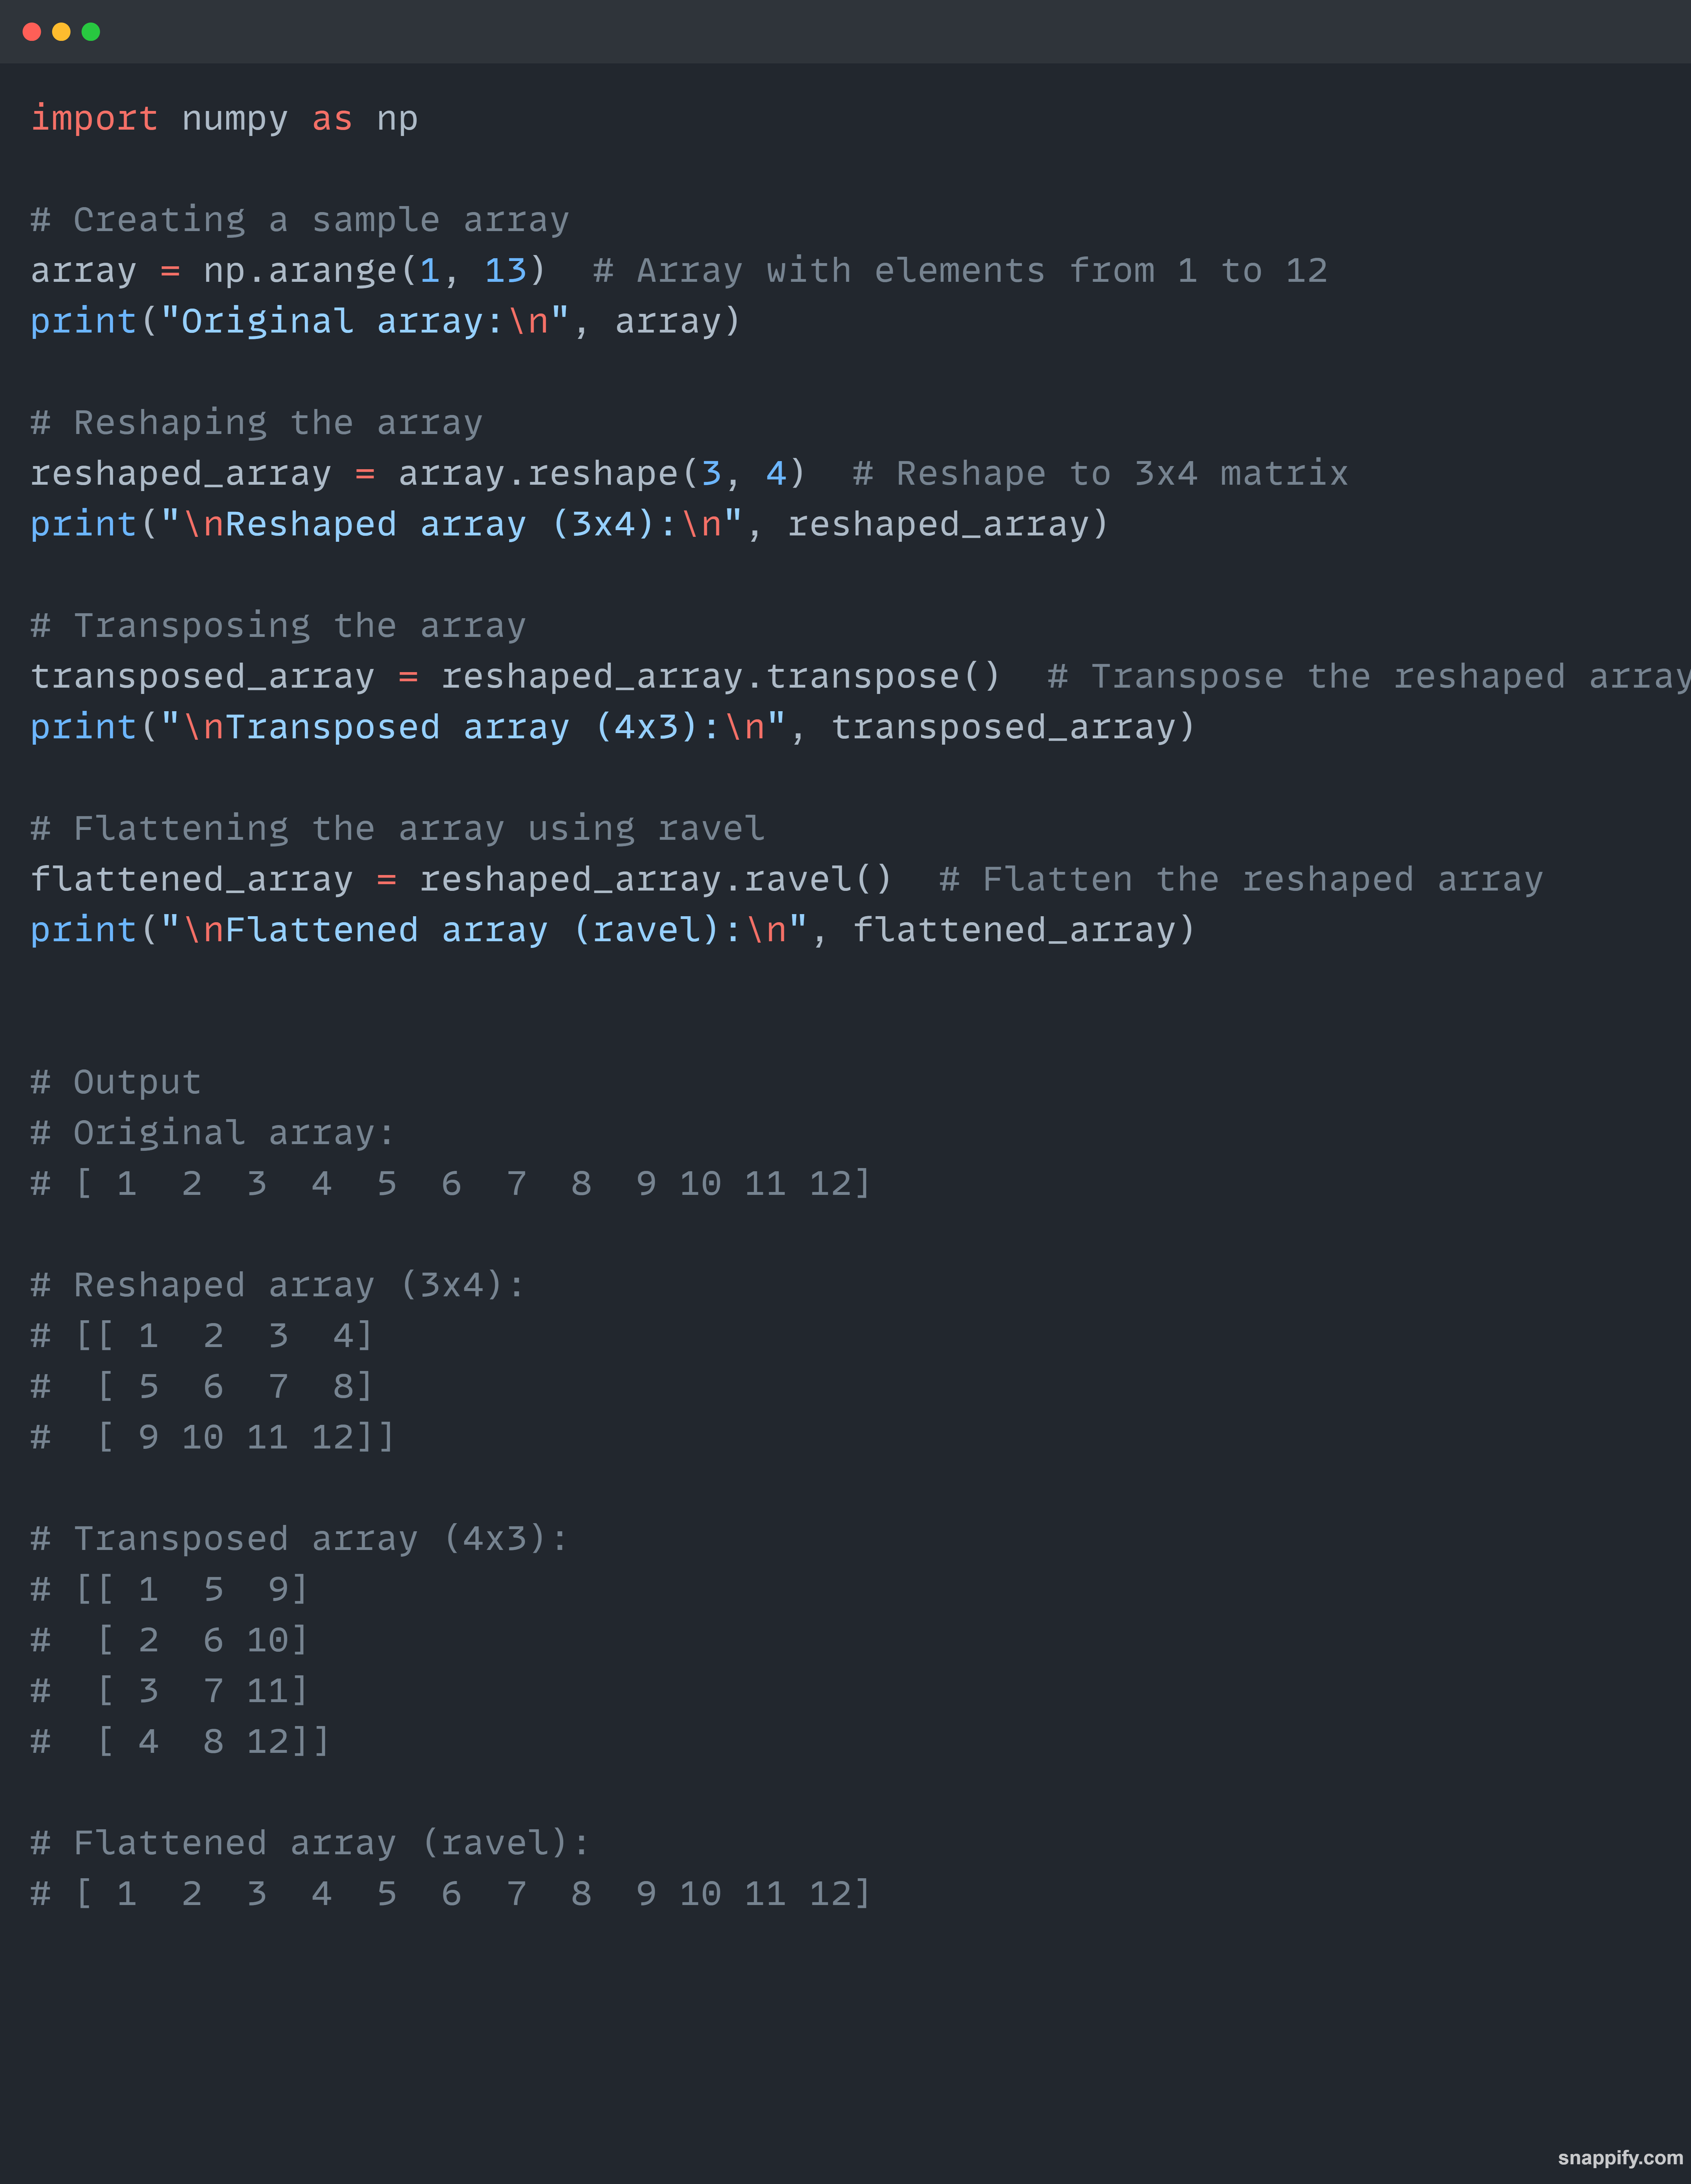 import numpy as np
# Creating a sample array
array = np.arange(1, 13)  # Array with elements from 1 to 12
print("Original array:\n", array)
# Reshaping the array
reshaped_array = array.reshape(3, 4)  # Reshape to 3x4 matrix
print("\nReshaped array (3x4):\n", reshaped_array)
# Transposing the array
transposed_array = reshaped_array.transpose()  # Transpose the reshaped array
print("\nTransposed array (4x3):\n", transposed_array)
# Flattening the array using ravel
flattened_array = reshaped_array.ravel()  # Flatten the reshaped array
print("\nFlattened array (ravel):\n", flattened_array)
# Output
# Original array:
# [ 1  2  3  4  5  6  7  8  9 10 11 12]
# Reshaped array (3x4):
# [[ 1  2  3  4]
#  [ 5  6  7  8]
#  [ 9 10 11 12]]
# Transposed array (4x3):
# [[ 1  5  9]
#  [ 2  6 10]
#  [ 3  7 11]
#  [ 4  8 12]]
# Flattened array (ravel):
# [ 1  2  3  4  5  6  7  8  9 10 11 12]
snappify.com